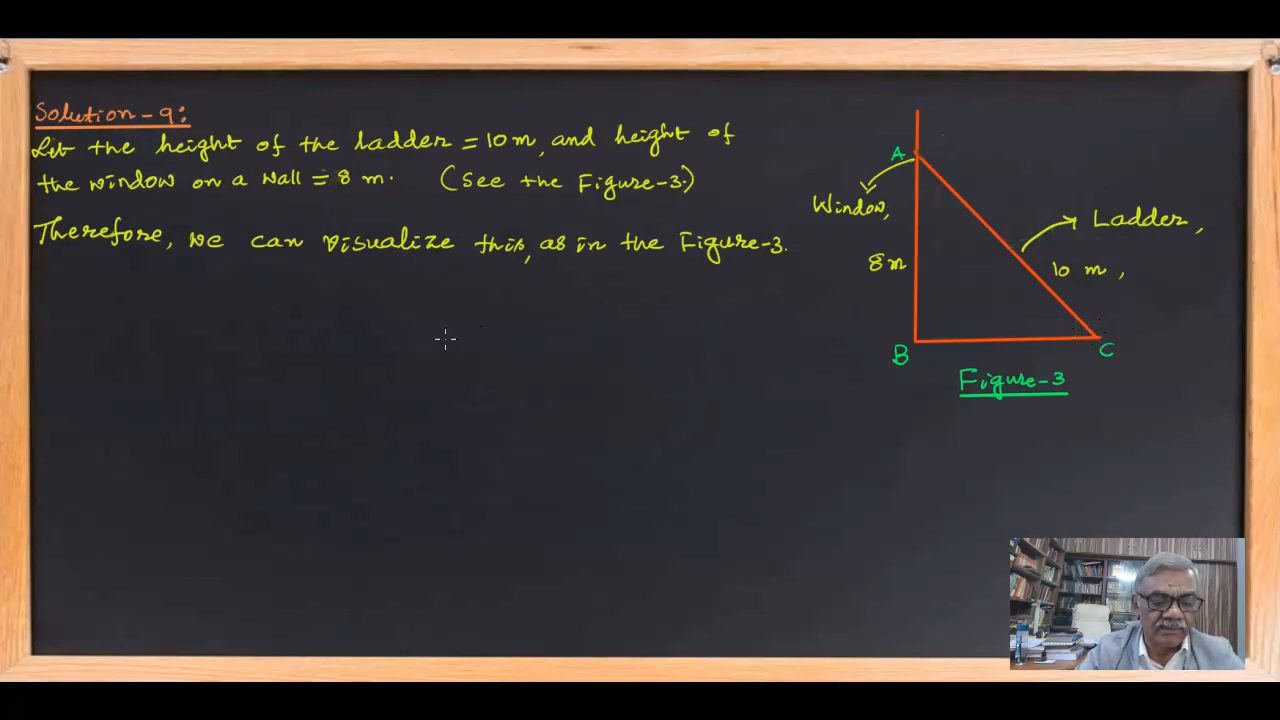 Solution-9:
Let the height of the ladder = 10 m, and height of
the window on a wall = 8 m. (See the Figure-3.)
Therefore, we can visualize this, as in the Figure-3.
A
Window,
8 m
Ladder,
10 m,
B
C
Figure-3